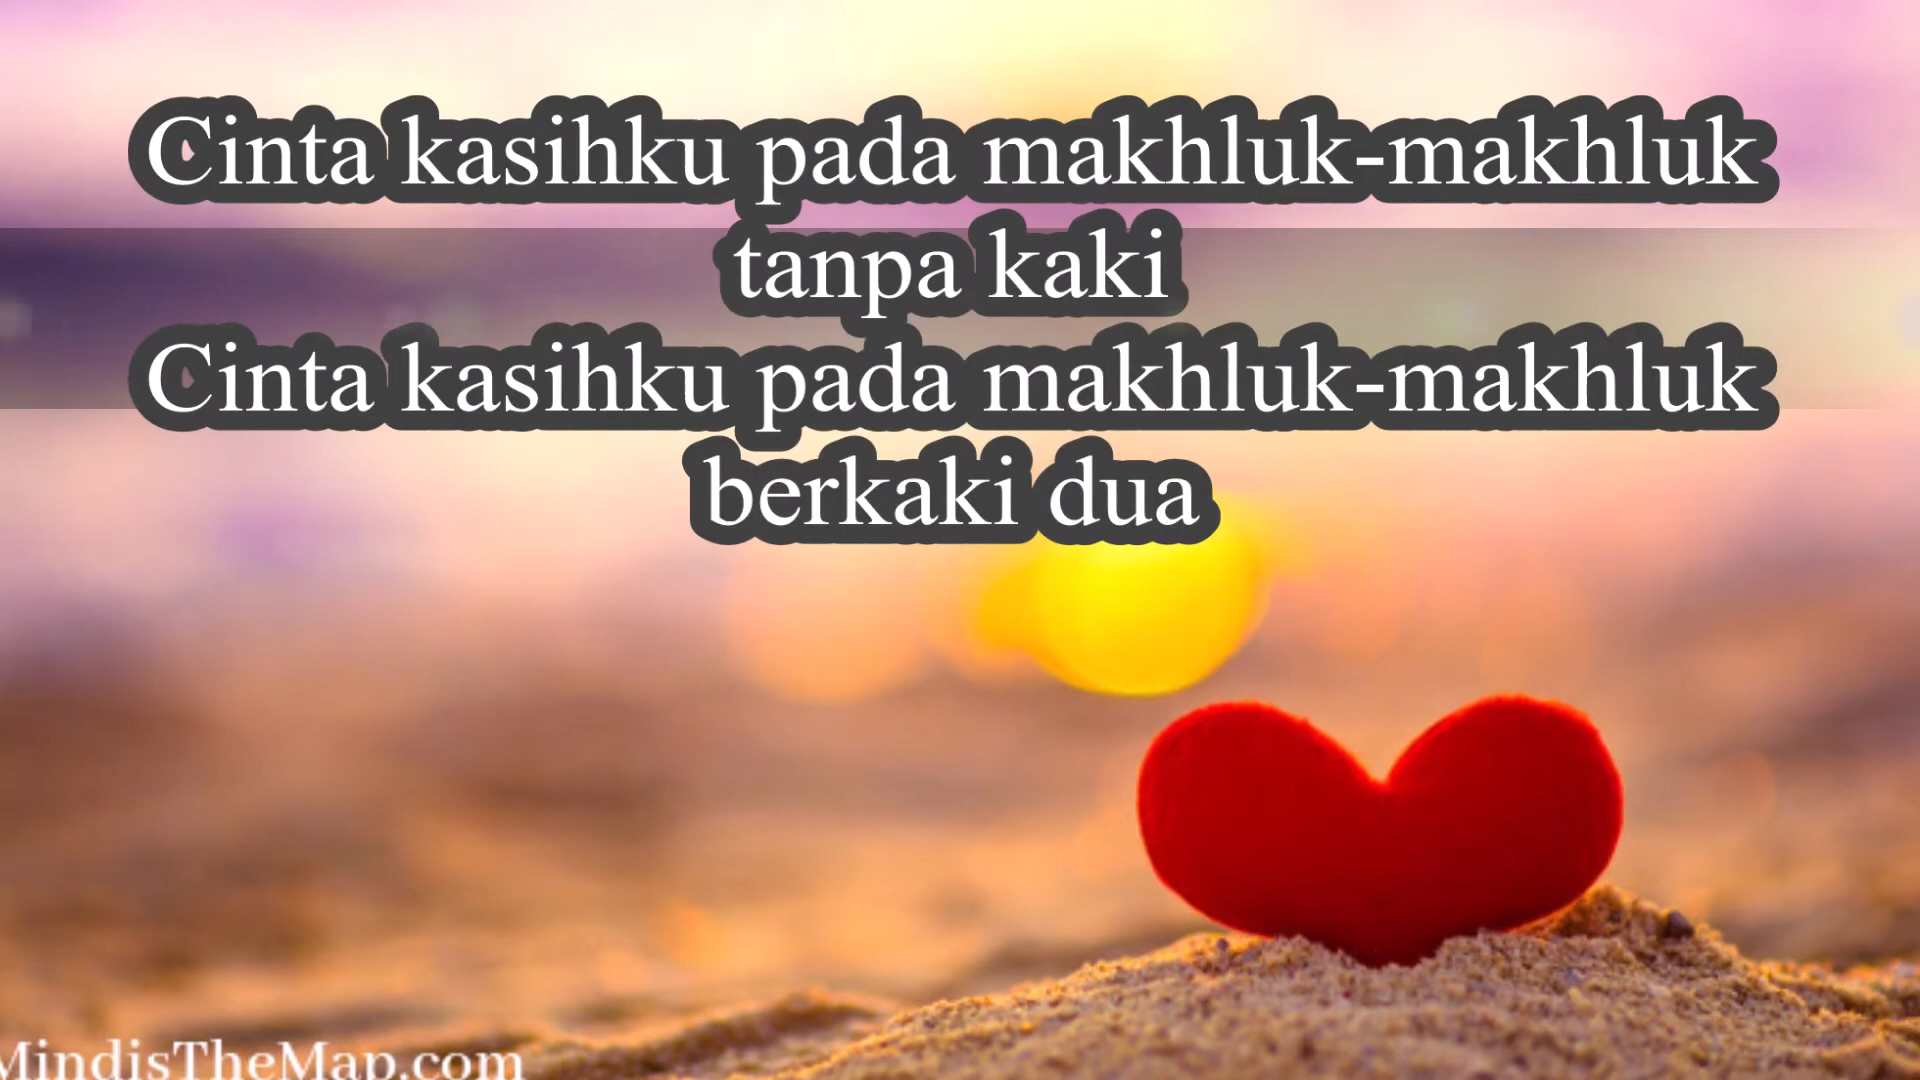 Cinta kasihku pada makhluk-makhluk
tanpa kaki
Cinta kasihku pada makhluk-makhluk
berkaki dua
MindisTheMap.com